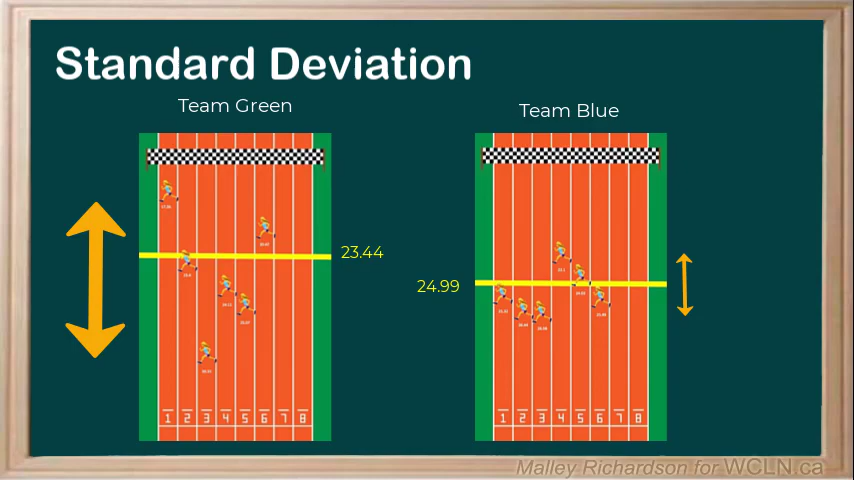 Standard Deviation
Team Green
Team Blue
23.44
24.99
1 2 3 4 5 6 7 8
1 2 3 4 5 6 7 8
Malley Richardson for WCLN.ca